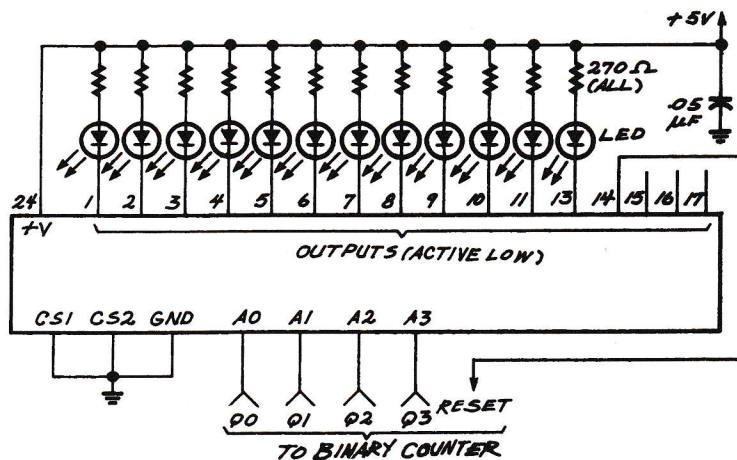 +5V
270Ω
(ALL)
.05
μF
LED
24 1 2 3 4 5 6 7 8 9 10 11 13 14 15 16 17
+V
OUTPUTS (ACTIVE LOW)
CS1 CS2 GND A0 A1 A2 A3
Q0 Q1 Q2 Q3 RESET
TO BINARY COUNTER